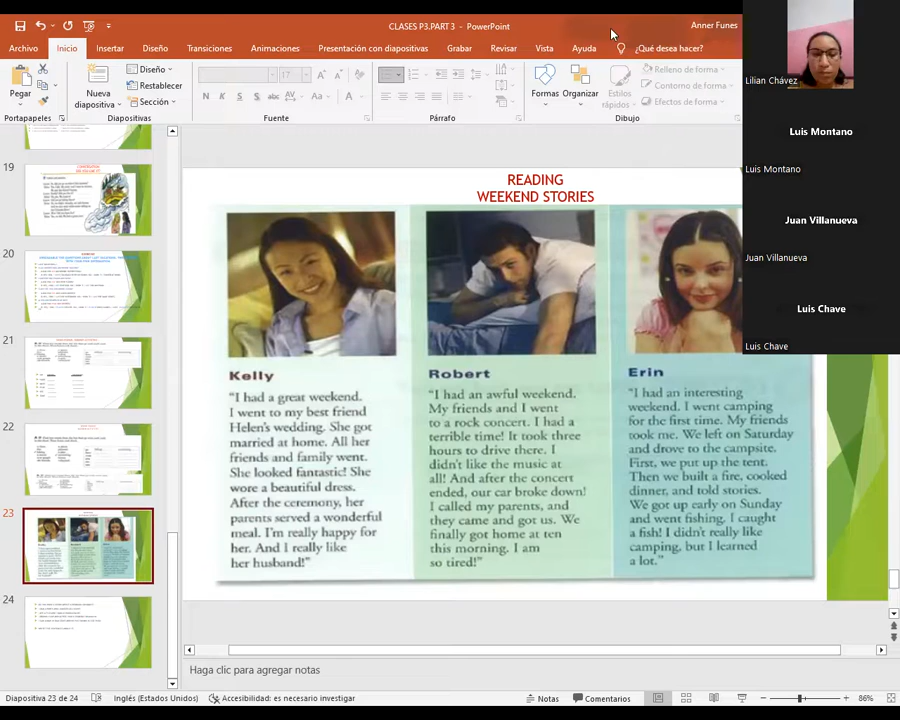 CLASES P3.PART 3 - PowerPoint
Anner Funes
Archivo
Inicio
Insertar
Diseño
Transiciones
Animaciones
Presentación con diapositivas
Grabar
Revisar
Vista
Ayuda
¿Qué desea hacer?
Pegar
Portapapeles
Nueva
diapositiva
Diseño
Restablecer
Sección
Diapositivas
17
N K S S abc
Aa
A
Fuente
Párrafo
Formas
Organizar
Estilos
rápidos
Relleno de forma
Contorno de forma
Efectos de forma
Dibujo
Lilian Chávez
Luis Montano
Luis Montano
Juan Villanueva
Juan Villanueva
Luis Chave
Luis Chave
19
20
21
22
23
24
READING
WEEKEND STORIES
Kelly
"I had a great weekend.
I went to my best friend
Helen's wedding. She got
married at home. All her
friends and family went.
She looked fantastic! She
wore a beautiful dress.
After the ceremony, her
parents served a wonderful
meal. I'm really happy for
her. And I really like
her husband!"
Robert
"I had an awful weekend.
My friends and I went
to a rock concert. I had a
terrible time! It took three
hours to drive there. I
didn't like the music at
all! And after the concert
ended, our car broke down!
I called my parents, and
they came and got us. We
finally got home at ten
this morning. I am
so tired!"
Erin
"I had an interesting
weekend. I went camping
for the first time. My friends
took me. We left on Saturday
and drove to the campsite.
First, we put up the tent.
Then we built a fire, cooked
dinner, and told stories.
We got up early on Sunday
and went fishing. I caught
a fish! I didn't really like
camping, but I learned
a lot."
Haga clic para agregar notas
Diapositiva 23 de 24
Inglés (Estados Unidos)
Accesibilidad: es necesario investigar
Notas
Comentarios
86%